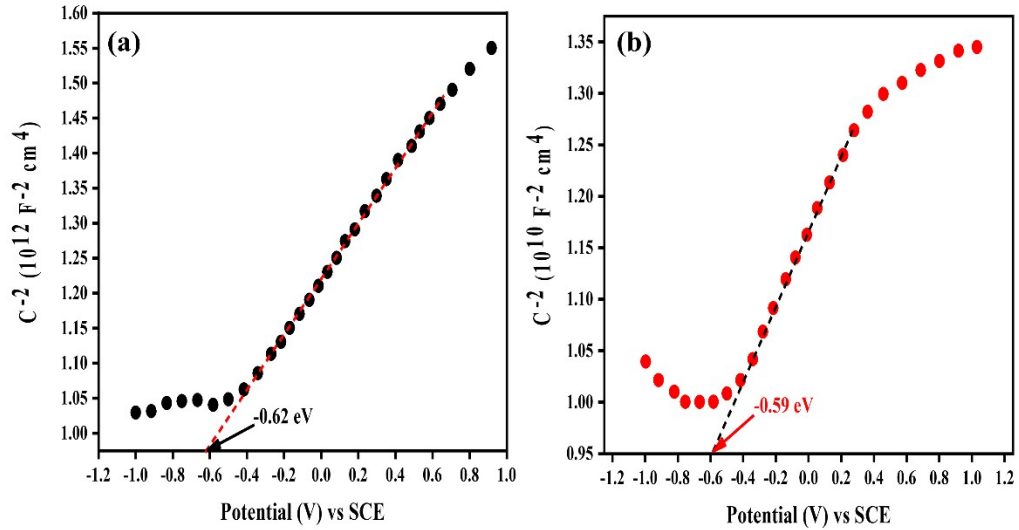 (a)
1.60
1.55
1.50
1.45
1.40
1.35
1.30
1.25
1.20
1.15
1.10
1.05
1.00
C⁻² (10¹² F⁻² cm⁴)
-0.62 eV
-1.2 -1.0 -0.8 -0.6 -0.4 -0.2 0.0 0.2 0.4 0.6 0.8 1.0
Potential (V) vs SCE
(b)
1.35
1.30
1.25
1.20
1.15
1.10
1.05
1.00
0.95
C⁻² (10¹⁰ F⁻² cm⁴)
-0.59 eV
-1.2 -1.0 -0.8 -0.6 -0.4 -0.2 0.0 0.2 0.4 0.6 0.8 1.0 1.2
Potential (V) vs SCE